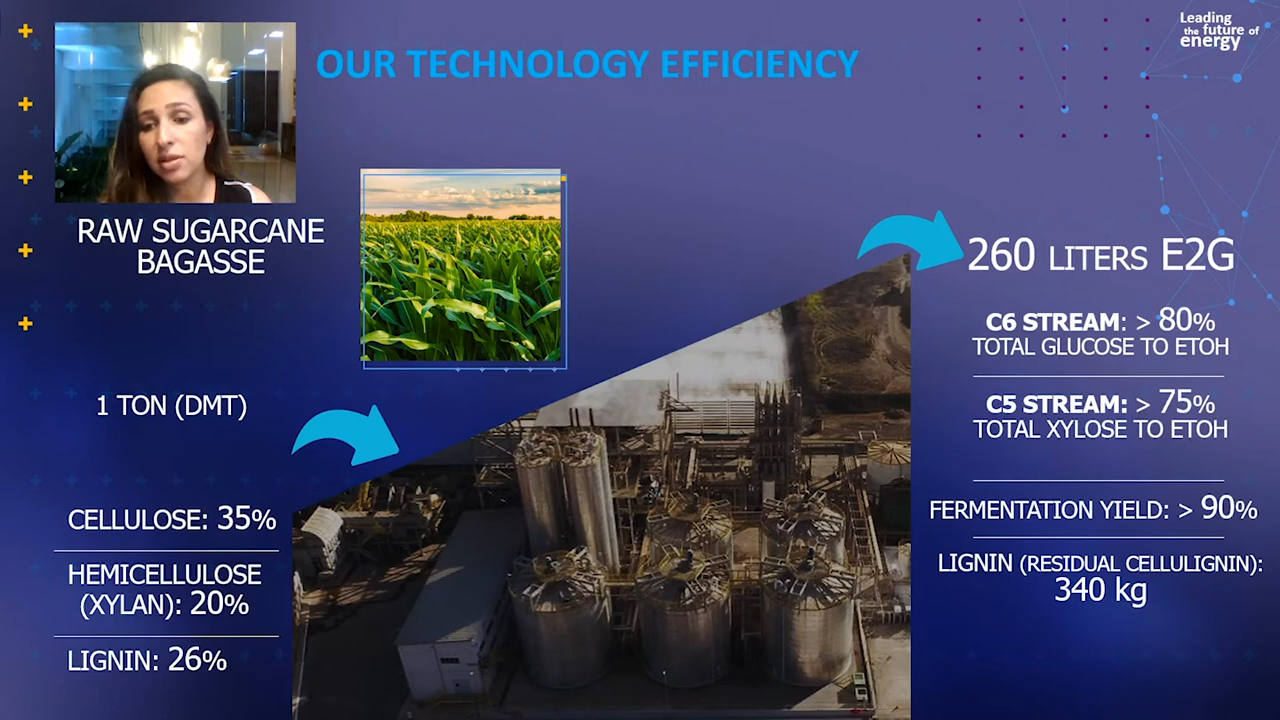 Leading
the future of
energy
OUR TECHNOLOGY EFFICIENCY
RAW SUGARCANE
BAGASSE
1 TON (DMT)
CELLULOSE: 35%
HEMICELLULOSE
(XYLAN): 20%
LIGNIN: 26%
260 LITERS E2G
C6 STREAM: > 80%
TOTAL GLUCOSE TO ETOH
C5 STREAM: > 75%
TOTAL XYLOSE TO ETOH
FERMENTATION YIELD: > 90%
LIGNIN (RESIDUAL CELLULIGNIN):
340 kg